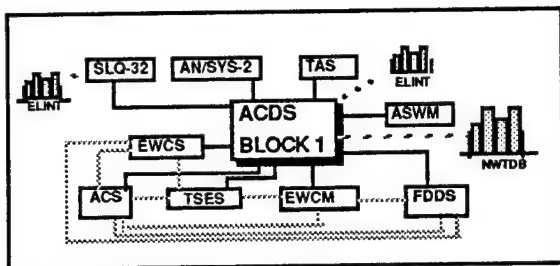 SLQ-32
AN/SYS-2
TAS
ELINT
ELINT
ACDS
BLOCK 1
ASWM
EWCS
NWTDB
ACS
TSES
EWCM
FDDS